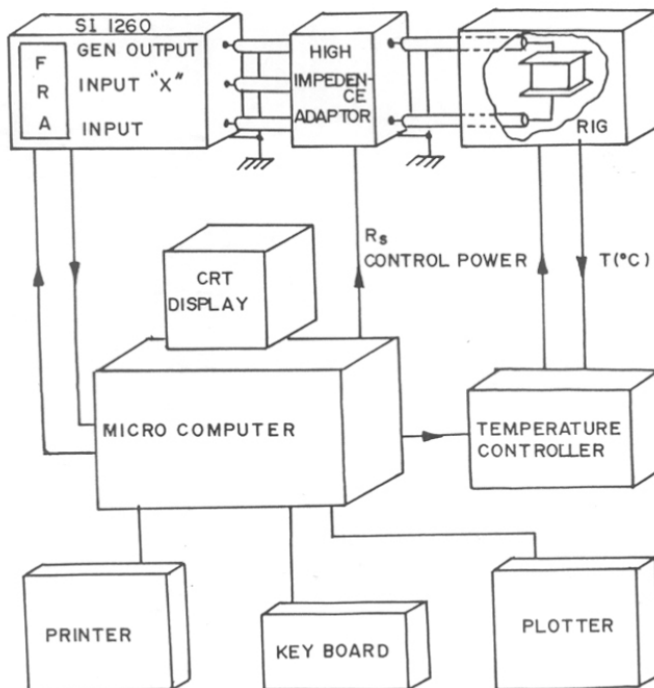 SI 1260
GEN OUTPUT
FRA
INPUT "X"
INPUT
HIGH
IMPEDEN-
CE
ADAPTOR
RIG
Rs
CONTROL POWER
T(°C)
CRT
DISPLAY
MICRO COMPUTER
TEMPERATURE
CONTROLLER
PRINTER
KEY BOARD
PLOTTER